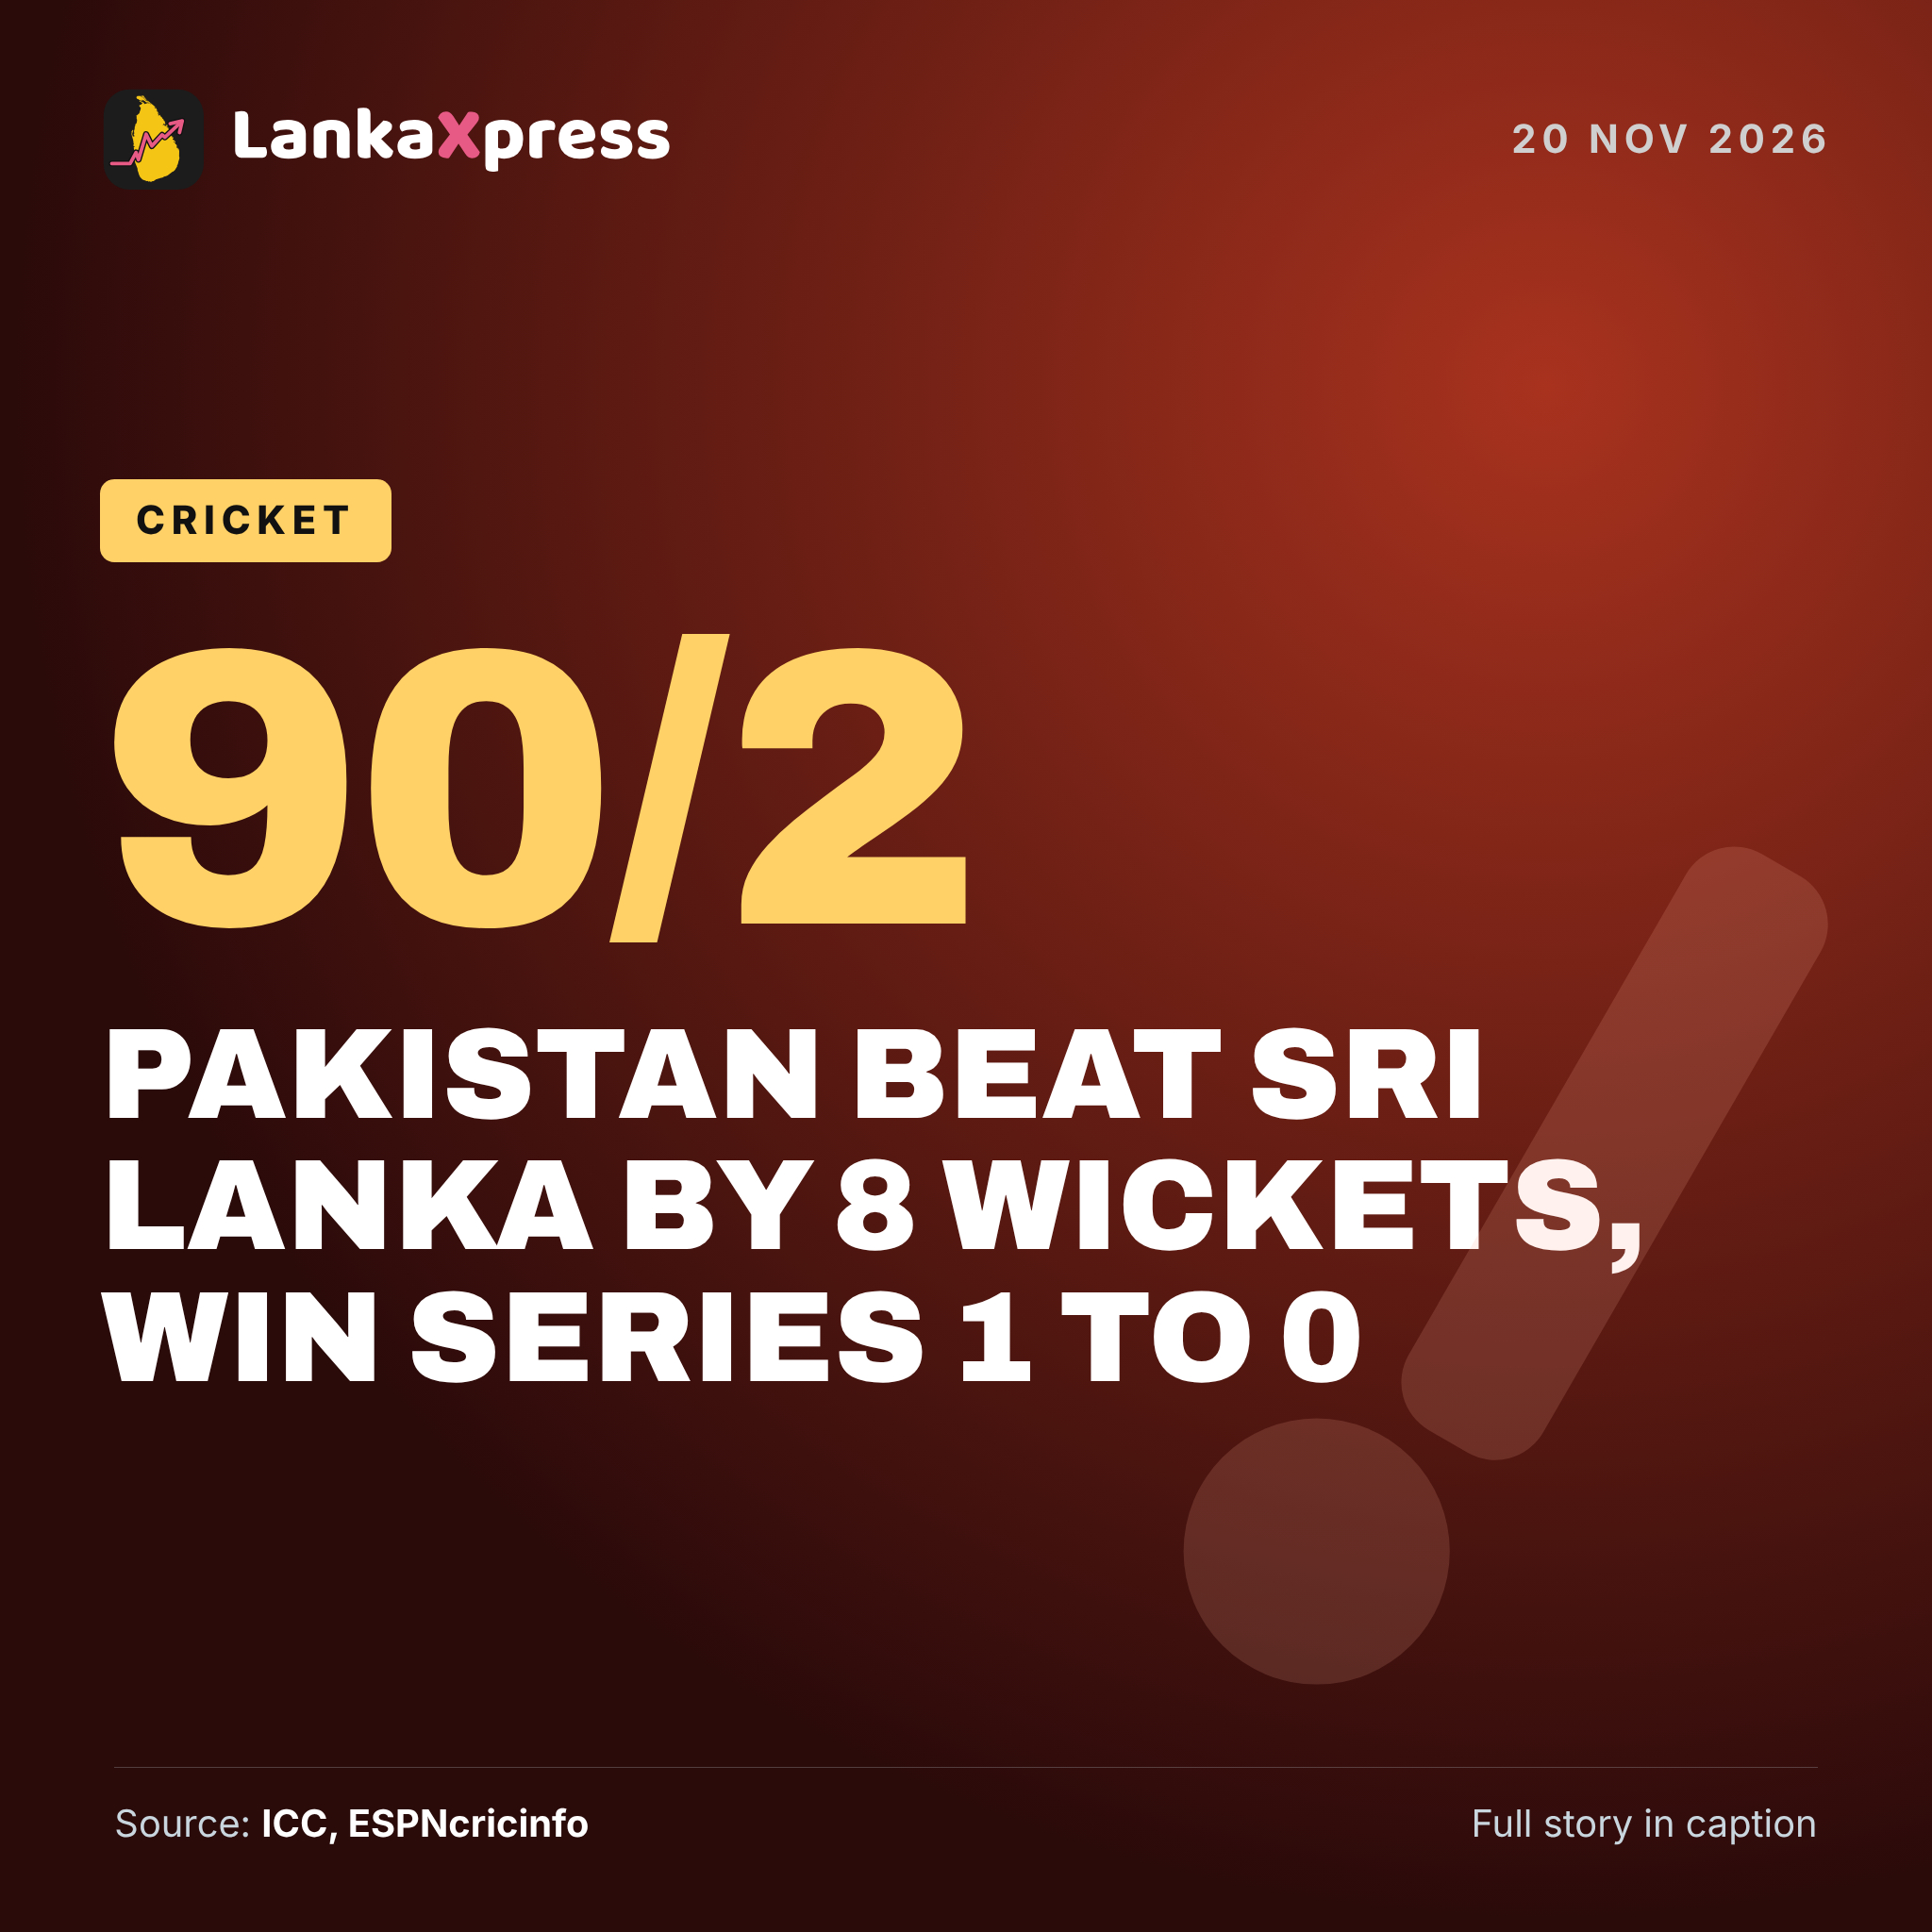 LankaXpress
20 NOV 2026
CRICKET
90/2
PAKISTAN BEAT SRI
LANKA BY 8 WICKETS,
WIN SERIES 1 TO 0
Source: ICC, ESPNcricinfo
Full story in caption